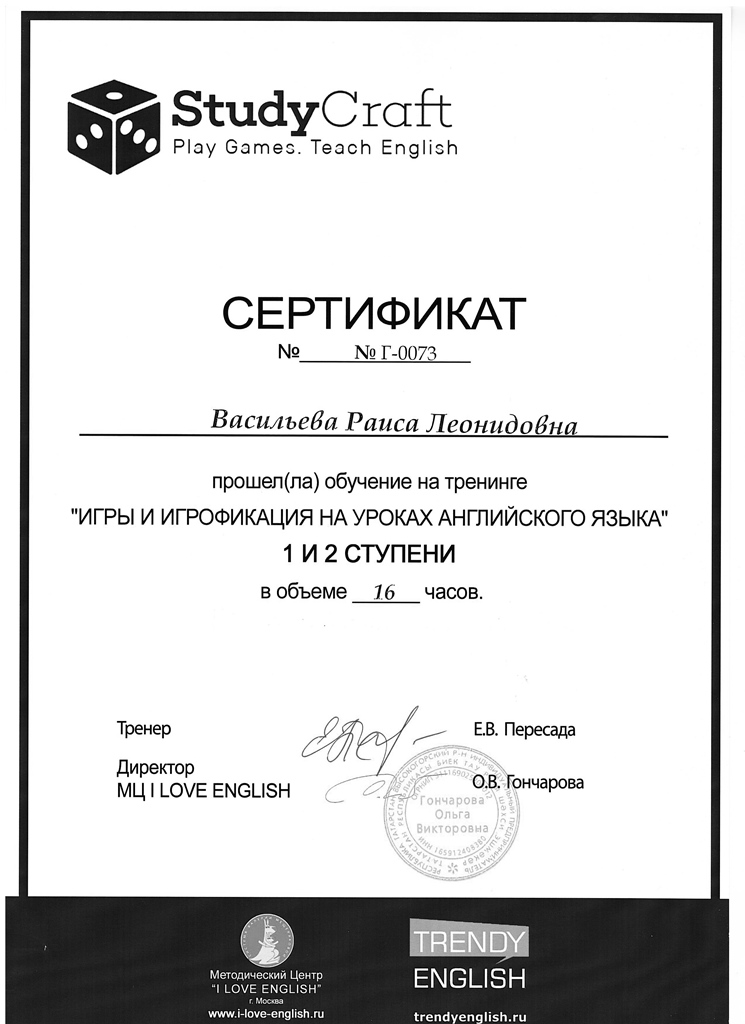 StudyCraft
Play Games. Teach English
СЕРТИФИКАТ
№ № Г-0073
Васильева Раиса Леонидовна
прошел(ла) обучение на тренинге
"ИГРЫ И ИГРОФИКАЦИЯ НА УРОКАХ АНГЛИЙСКОГО ЯЗЫКА"
1 И 2 СТУПЕНИ
в объеме 16 часов.
Тренер
Е.В. Пересада
Директор
МЦ I LOVE ENGLISH
О.В. Гончарова
Гончарова
Ольга
Викторовна
Методический Центр
"I LOVE ENGLISH"
г. Москва
www.i-love-english.ru
TRENDY
ENGLISH
trendyenglish.ru